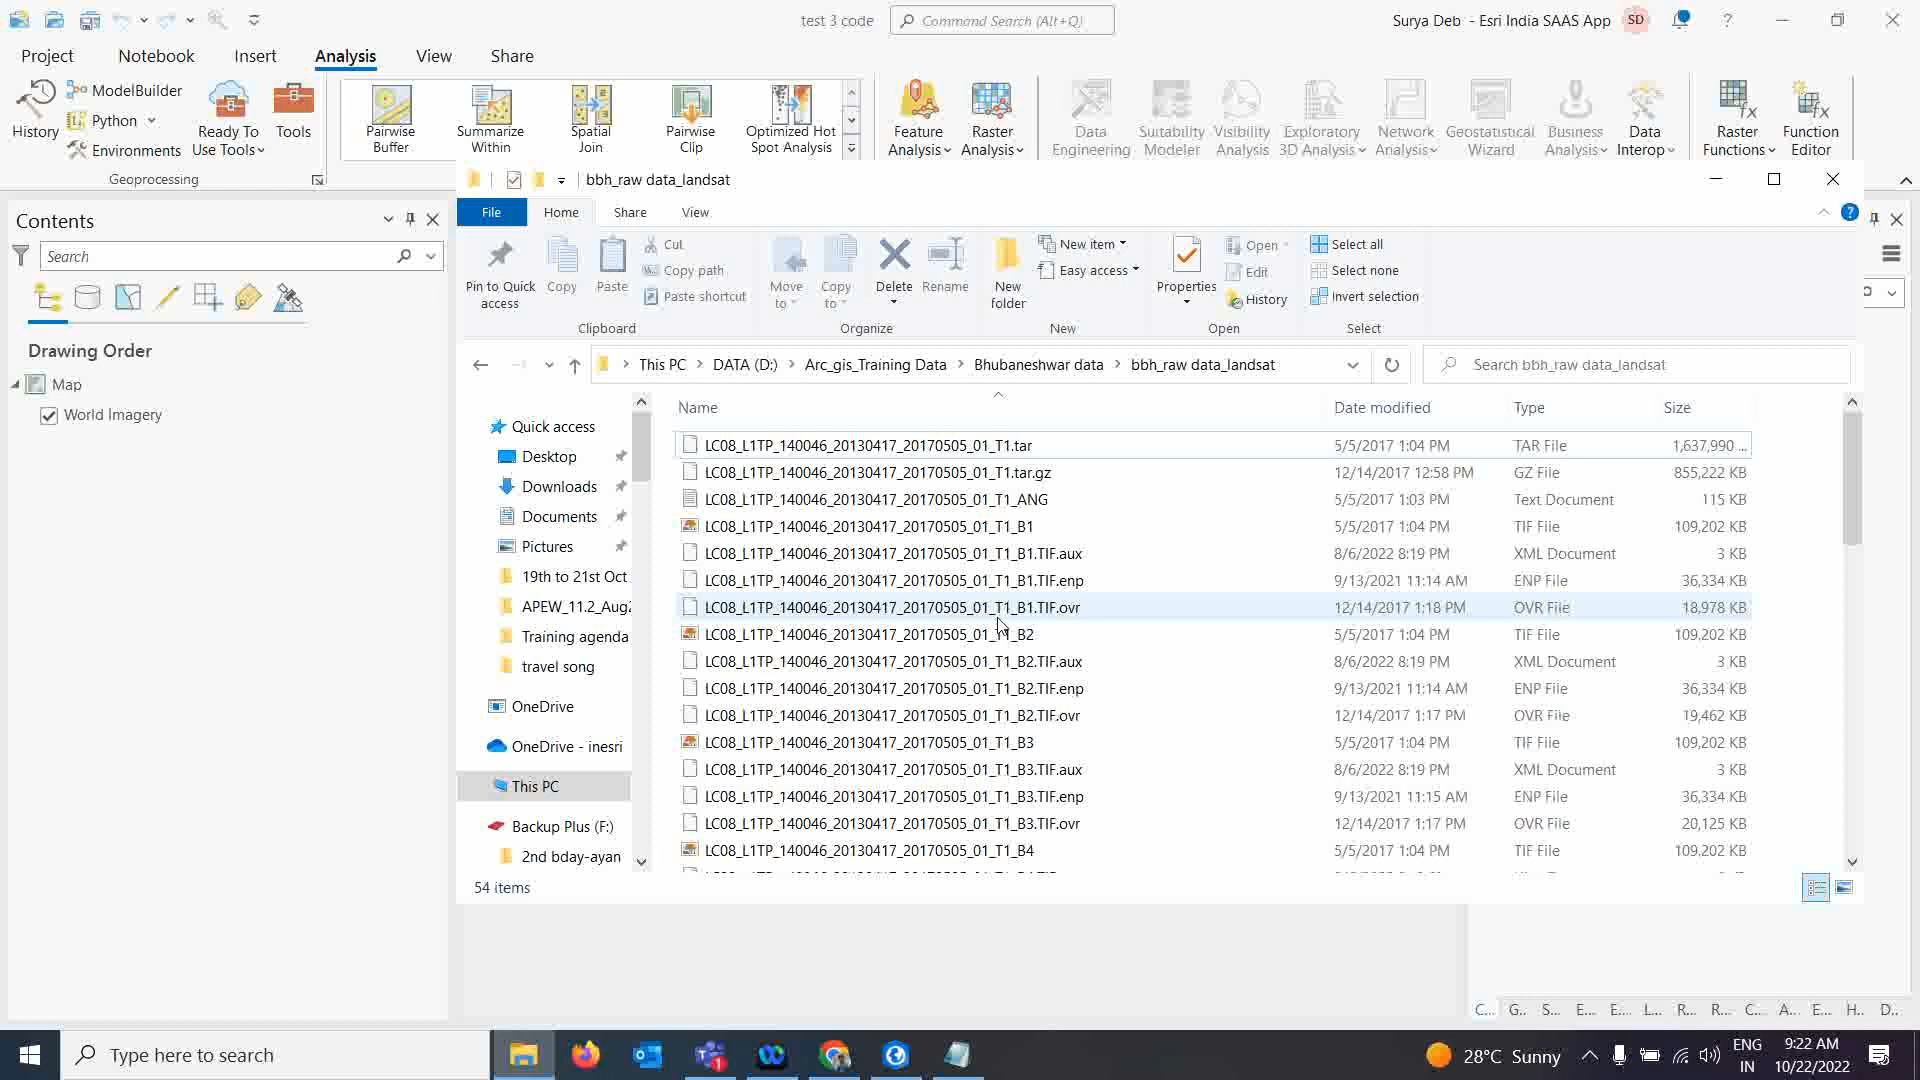 test 3 code
Command Search (Alt+Q)
Surya Deb - Esri India SAAS App
SD
?
Project
Notebook
Insert
Analysis
View
Share
History
ModelBuilder
Python
Environments
Ready To
Use Tools
Tools
Geoprocessing
Pairwise
Buffer
Summarize
Within
Spatial
Join
Pairwise
Clip
Optimized Hot
Spot Analysis
Feature
Analysis
Raster
Analysis
Data
Engineering
Suitability
Modeler
Visibility
Analysis
Exploratory
3D Analysis
Network
Analysis
Geostatistical
Wizard
Business
Analysis
Data
Interop
Raster
Functions
Function
Editor
Contents
Search
Drawing Order
Map
World Imagery
bbh_raw data_landsat
File
Home
Share
View
Pin to Quick
access
Copy
Paste
Cut
Copy path
Paste shortcut
Clipboard
Move
to
Copy
to
Delete
Rename
Organize
New
folder
New item
Easy access
New
Properties
Open
Edit
History
Open
Select all
Select none
Invert selection
Select
This PC > DATA (D:) > Arc_gis_Training Data > Bhubaneshwar data > bbh_raw data_landsat
Search bbh_raw data_landsat
Quick access
Desktop
Downloads
Documents
Pictures
19th to 21st Oct
APEW_11.2_Aug2
Training agenda
travel song
OneDrive
OneDrive - inesri
This PC
Backup Plus (F:)
2nd bday-ayan
Name Date modified Type Size
LC08_L1TP_140046_20130417_20170505_01_T1.tar 5/5/2017 1:04 PM TAR File 1,637,990 ...
LC08_L1TP_140046_20130417_20170505_01_T1.tar.gz 12/14/2017 12:58 PM GZ File 855,222 KB
LC08_L1TP_140046_20130417_20170505_01_T1_ANG 5/5/2017 1:03 PM Text Document 115 KB
LC08_L1TP_140046_20130417_20170505_01_T1_B1 5/5/2017 1:04 PM TIF File 109,202 KB
LC08_L1TP_140046_20130417_20170505_01_T1_B1.TIF.aux 8/6/2022 8:19 PM XML Document 3 KB
LC08_L1TP_140046_20130417_20170505_01_T1_B1.TIF.enp 9/13/2021 11:14 AM ENP File 36,334 KB
LC08_L1TP_140046_20130417_20170505_01_T1_B1.TIF.ovr 12/14/2017 1:18 PM OVR File 18,978 KB
LC08_L1TP_140046_20130417_20170505_01_T1_B2 5/5/2017 1:04 PM TIF File 109,202 KB
LC08_L1TP_140046_20130417_20170505_01_T1_B2.TIF.aux 8/6/2022 8:19 PM XML Document 3 KB
LC08_L1TP_140046_20130417_20170505_01_T1_B2.TIF.enp 9/13/2021 11:14 AM ENP File 36,334 KB
LC08_L1TP_140046_20130417_20170505_01_T1_B2.TIF.ovr 12/14/2017 1:17 PM OVR File 19,462 KB
LC08_L1TP_140046_20130417_20170505_01_T1_B3 5/5/2017 1:04 PM TIF File 109,202 KB
LC08_L1TP_140046_20130417_20170505_01_T1_B3.TIF.aux 8/6/2022 8:19 PM XML Document 3 KB
LC08_L1TP_140046_20130417_20170505_01_T1_B3.TIF.enp 9/13/2021 11:15 AM ENP File 36,334 KB
LC08_L1TP_140046_20130417_20170505_01_T1_B3.TIF.ovr 12/14/2017 1:17 PM OVR File 20,125 KB
LC08_L1TP_140046_20130417_20170505_01_T1_B4 5/5/2017 1:04 PM TIF File 109,202 KB
54 items
C... G.. S... E... E... L... R... R... C... A... E... H.. D..
Type here to search
1
28°C Sunny
ENG
IN
9:22 AM
10/22/2022